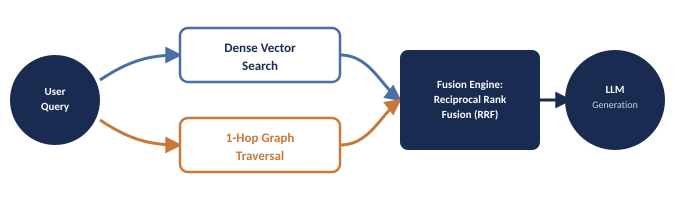 User
Query
Dense Vector
Search
1-Hop Graph
Traversal
Fusion Engine:
Reciprocal Rank
Fusion (RRF)
LLM
Generation